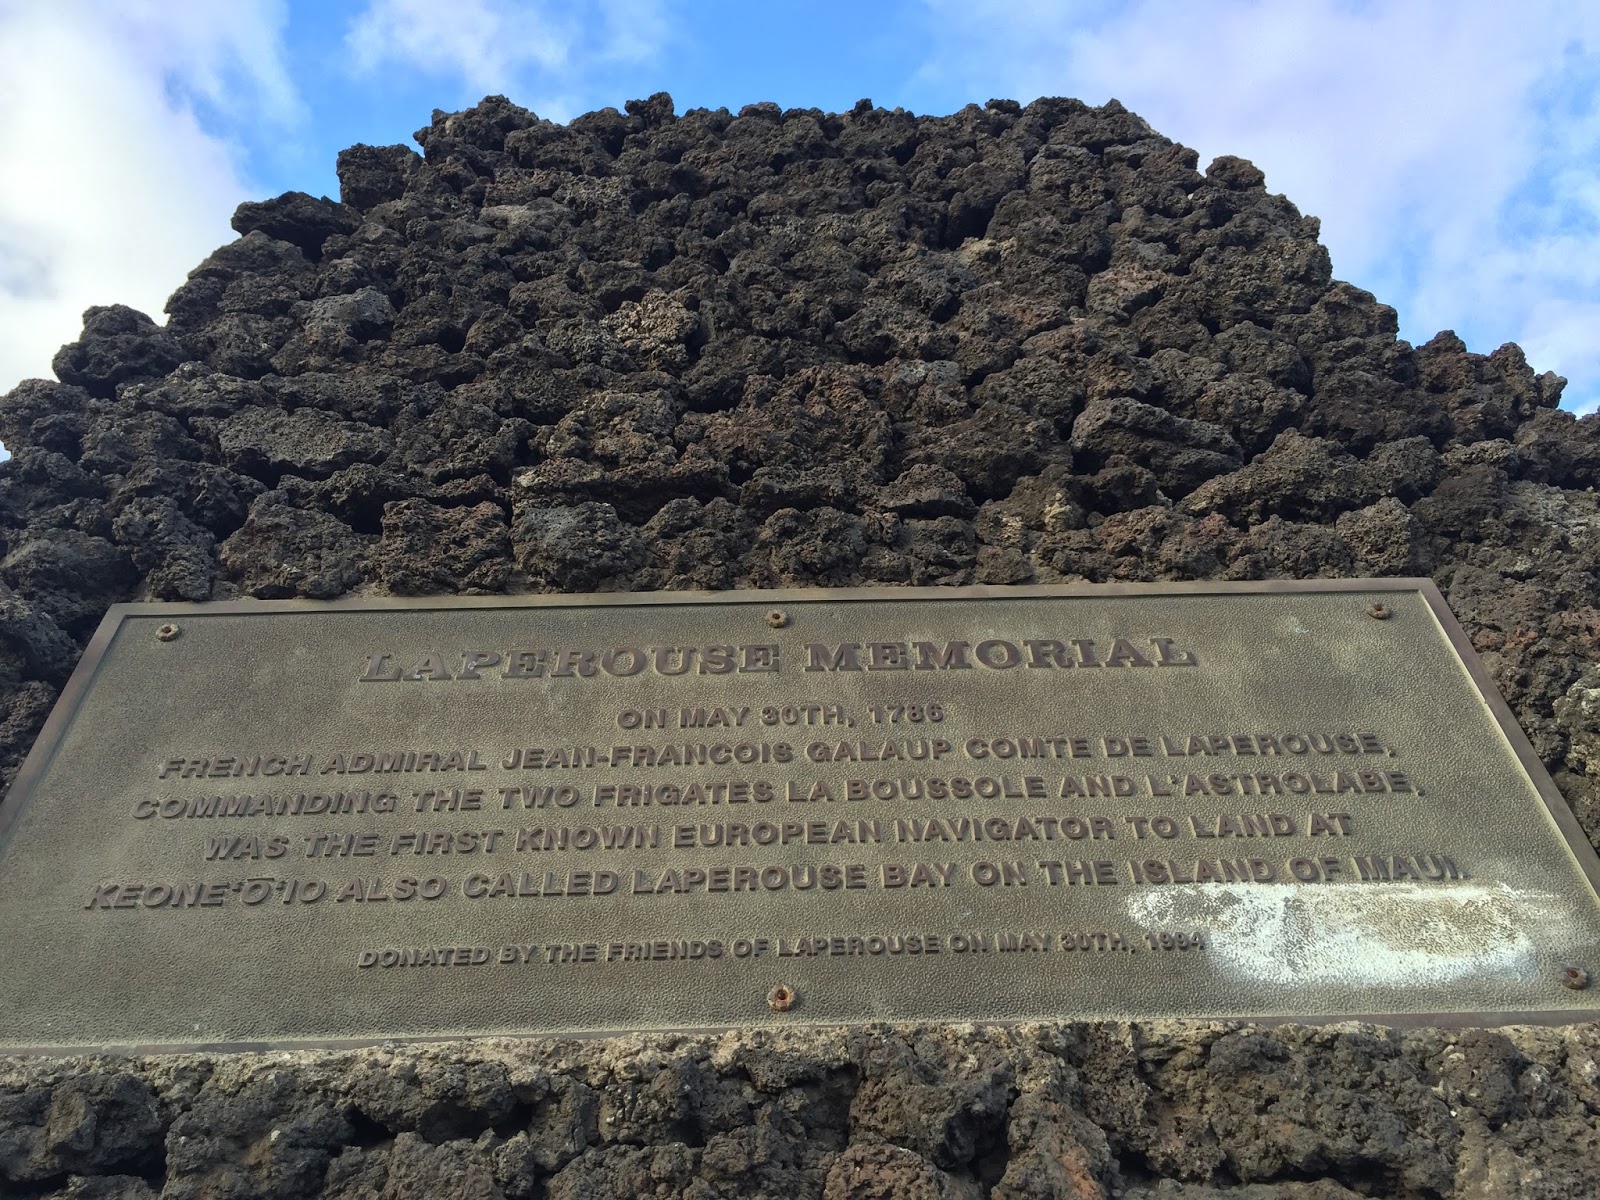 LAPEROUSE MEMORIAL
ON MAY 30TH, 1786
FRENCH ADMIRAL JEAN-FRANCOIS GALAUP COMTE DE LAPEROUSE,
COMMANDING THE TWO FRIGATES LA BOUSSOLE AND L'ASTROLABE,
WAS THE FIRST KNOWN EUROPEAN NAVIGATOR TO LAND AT
KEONE‘Ō‘IO ALSO CALLED LAPEROUSE BAY ON THE ISLAND OF MAUI.
DONATED BY THE FRIENDS OF LAPEROUSE ON MAY 30TH, 1994